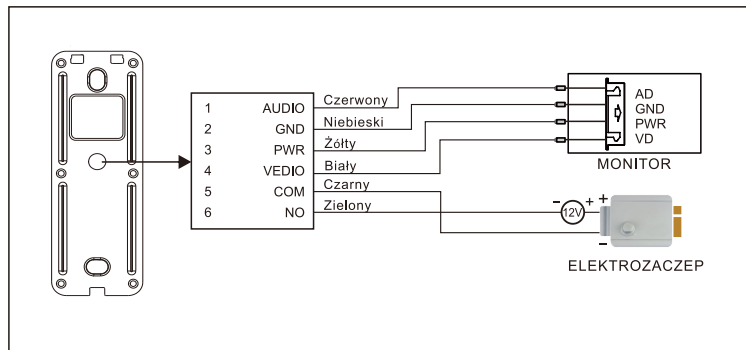 1 AUDIO Czerwony
2 GND Niebieski
3 PWR Żółty
4 VEDIO Biały
5 COM Czarny
6 NO Zielony
AD
GND
PWR
VD
MONITOR
− 12V + +
−
ELEKTROZACZEP